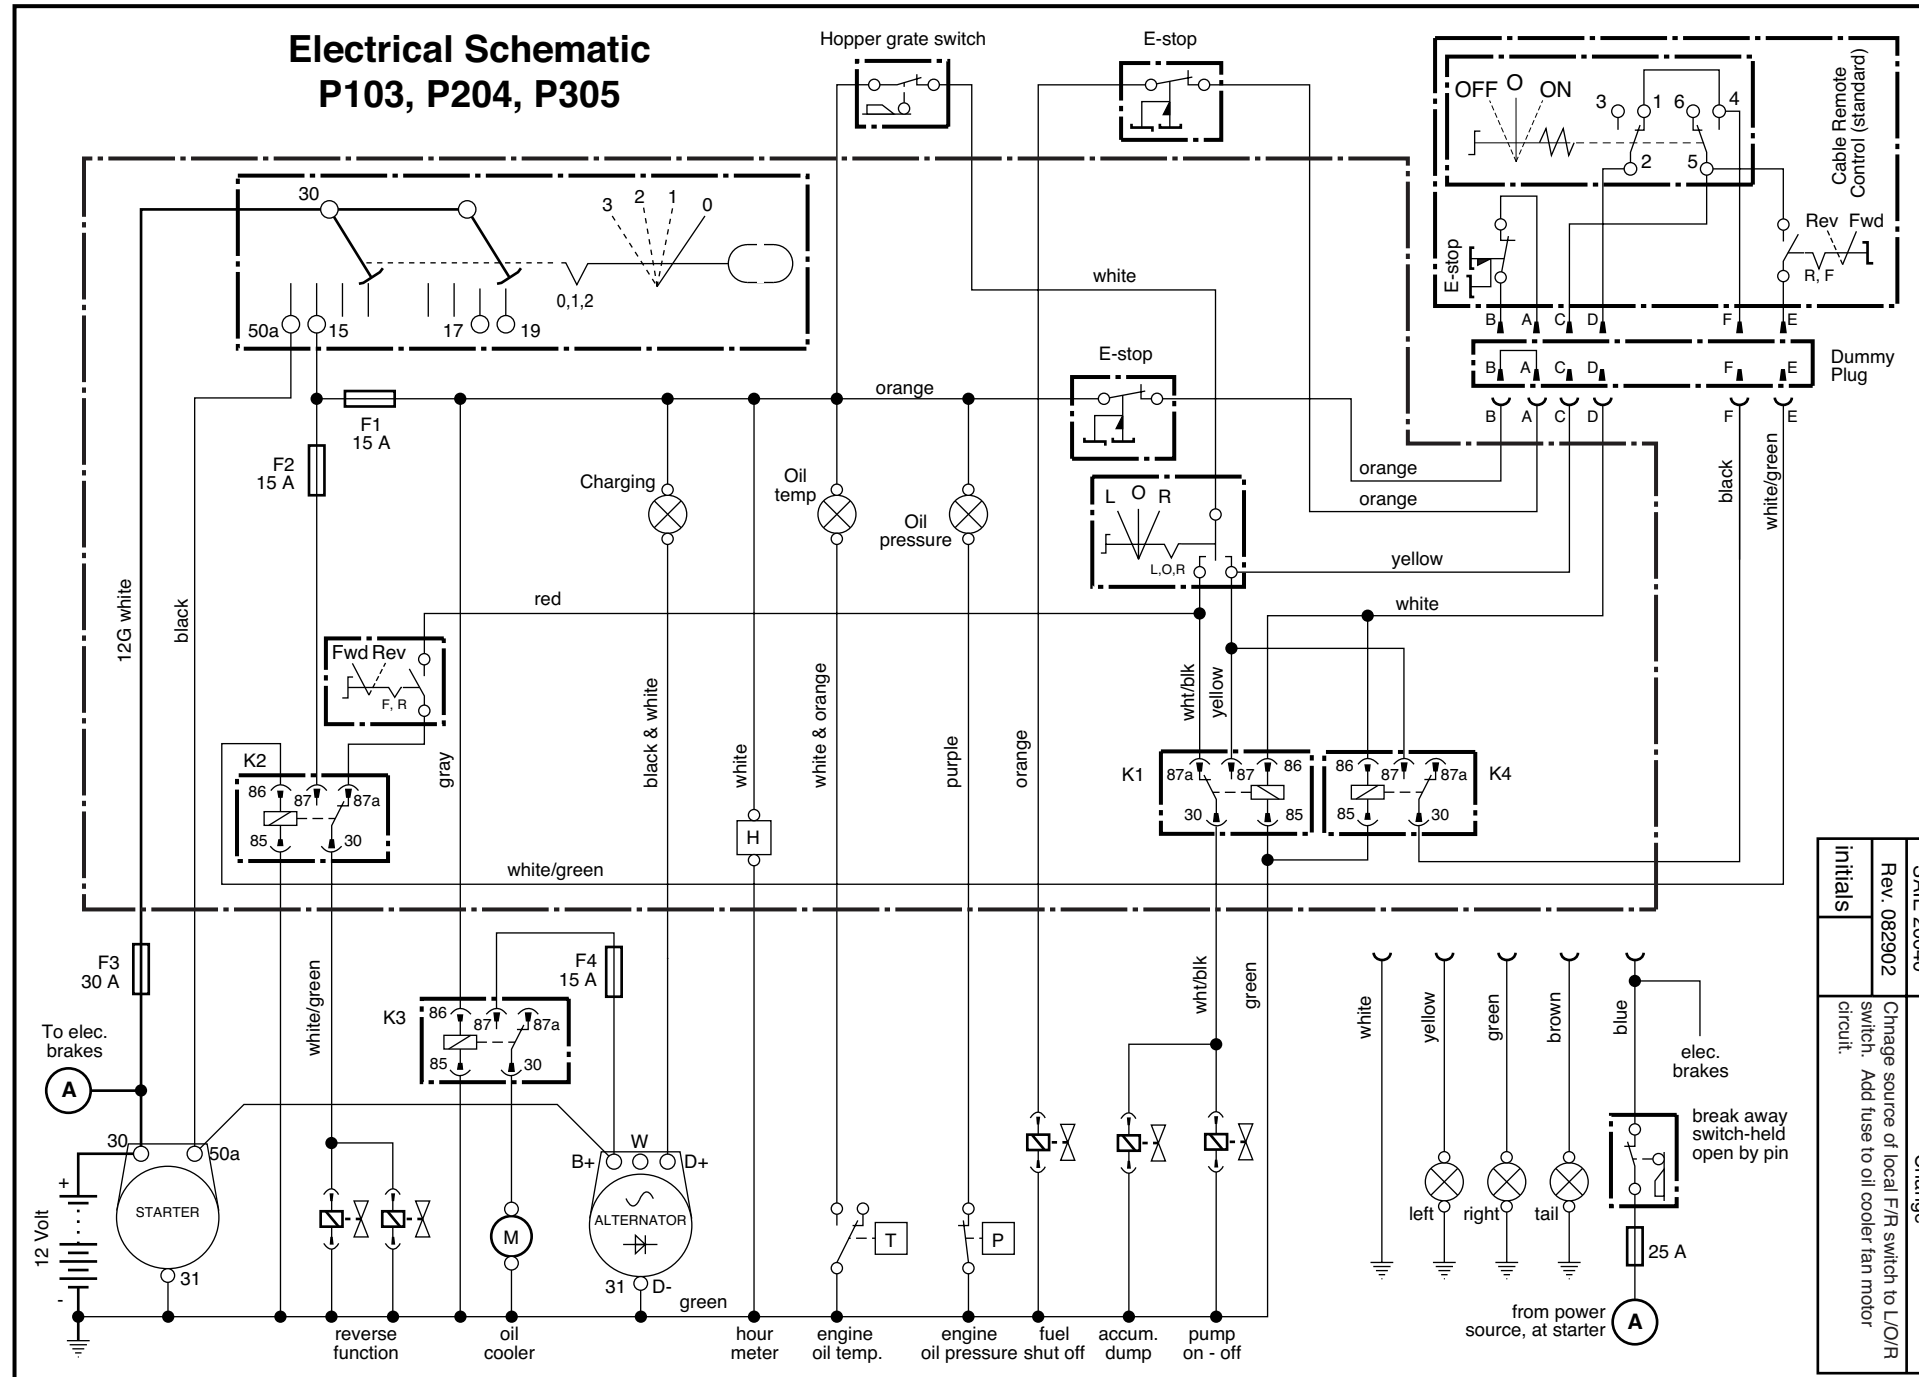 Electrical Schematic
P103, P204, P305
Hopper grate switch
E-stop
OFF O ON
3
1
6
4
2
5
Cable Remote
Control (standard)
Rev Fwd
R, F
E-stop
B A C D F E
Dummy
Plug
B A C D F E
B A C D F E
30
3 2 1 0
0,1,2
50a
15
17
19
white
E-stop
orange
F1
15 A
F2
15 A
Charging
Oil
temp
Oil
pressure
L O R
L,O,R
orange
orange
yellow
white
black
white/green
12G white
black
red
Fwd Rev
F, R
gray
black & white
white
white & orange
purple
orange
wht/blk
yellow
K2
86
87
87a
85
30
H
K1
87a
87
86
30
85
86
87
87a
85
30
K4
white/green
F3
30 A
To elec.
brakes
A
white/green
K3
86
87
87a
85
30
F4
15 A
wht/blk
green
white
yellow
green
brown
blue
elec.
brakes
break away
switch-held
open by pin
left
right
tail
25 A
from power
source, at starter
A
30
50a
STARTER
31
+
12 Volt
-
M
B+
W
D+
ALTERNATOR
31
D-
green
T
P
reverse
function
oil
cooler
hour
meter
engine
oil temp.
engine
oil pressure
fuel
shut off
accum.
dump
pump
on - off
initials
Rev. 082902
Chnage source of local F/R switch to L/O/R
switch. Add fuse to oil cooler fan motor
circuit.